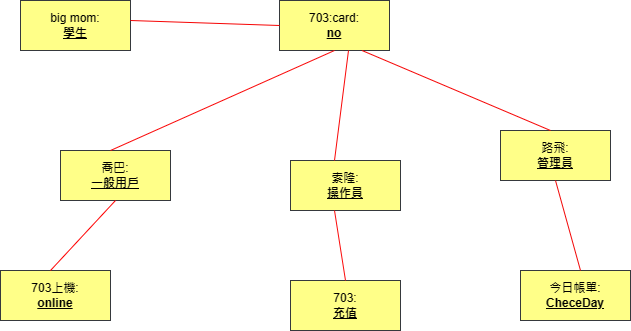 big mom:
學生
703:card:
no
喬巴:
一般用戶
索隆:
操作員
路飛:
管理員
703上機:
online
703:
充值
今日帳單:
CheceDay